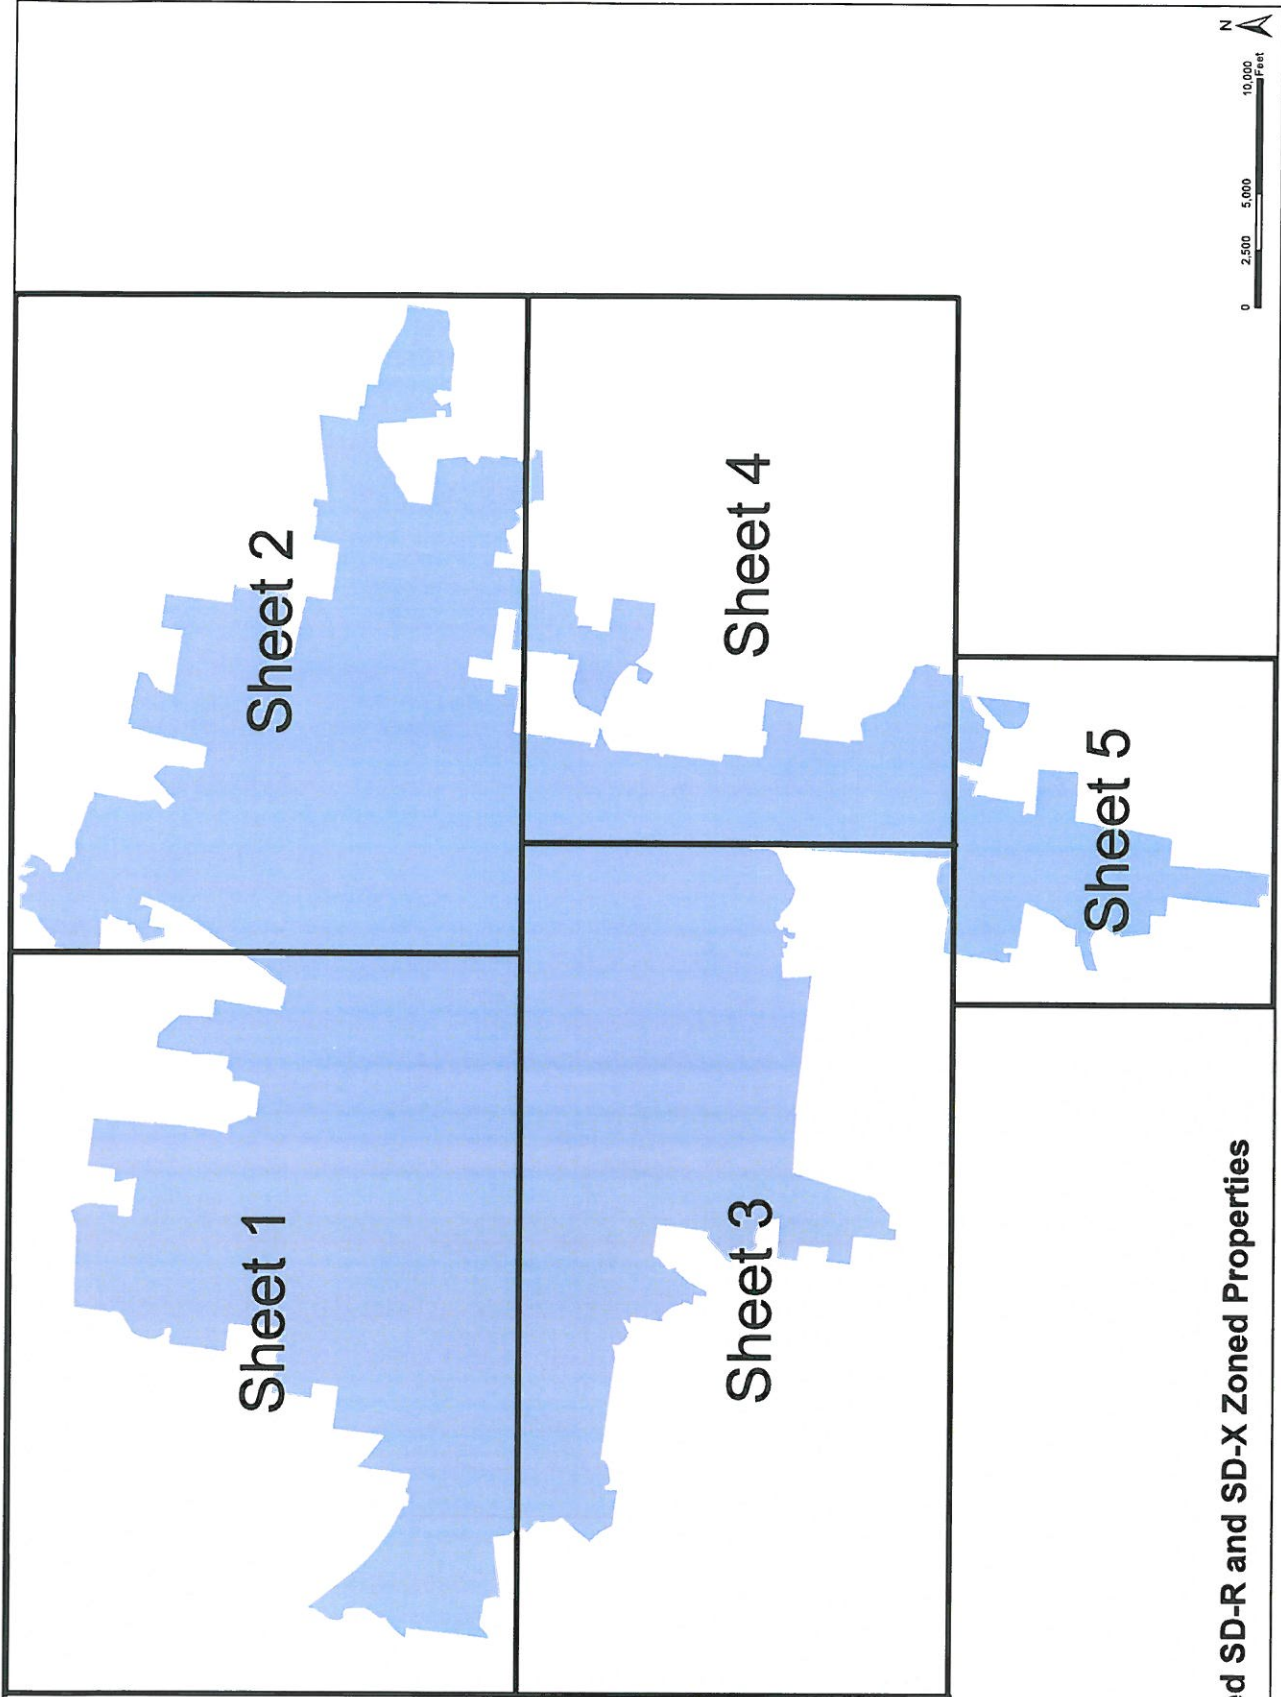 Sheet 1
Sheet 2
Sheet 3
Sheet 4
Sheet 5
SD-R and SD-X Zoned Properties
N
0 2,500 5,000 10,000
Feet